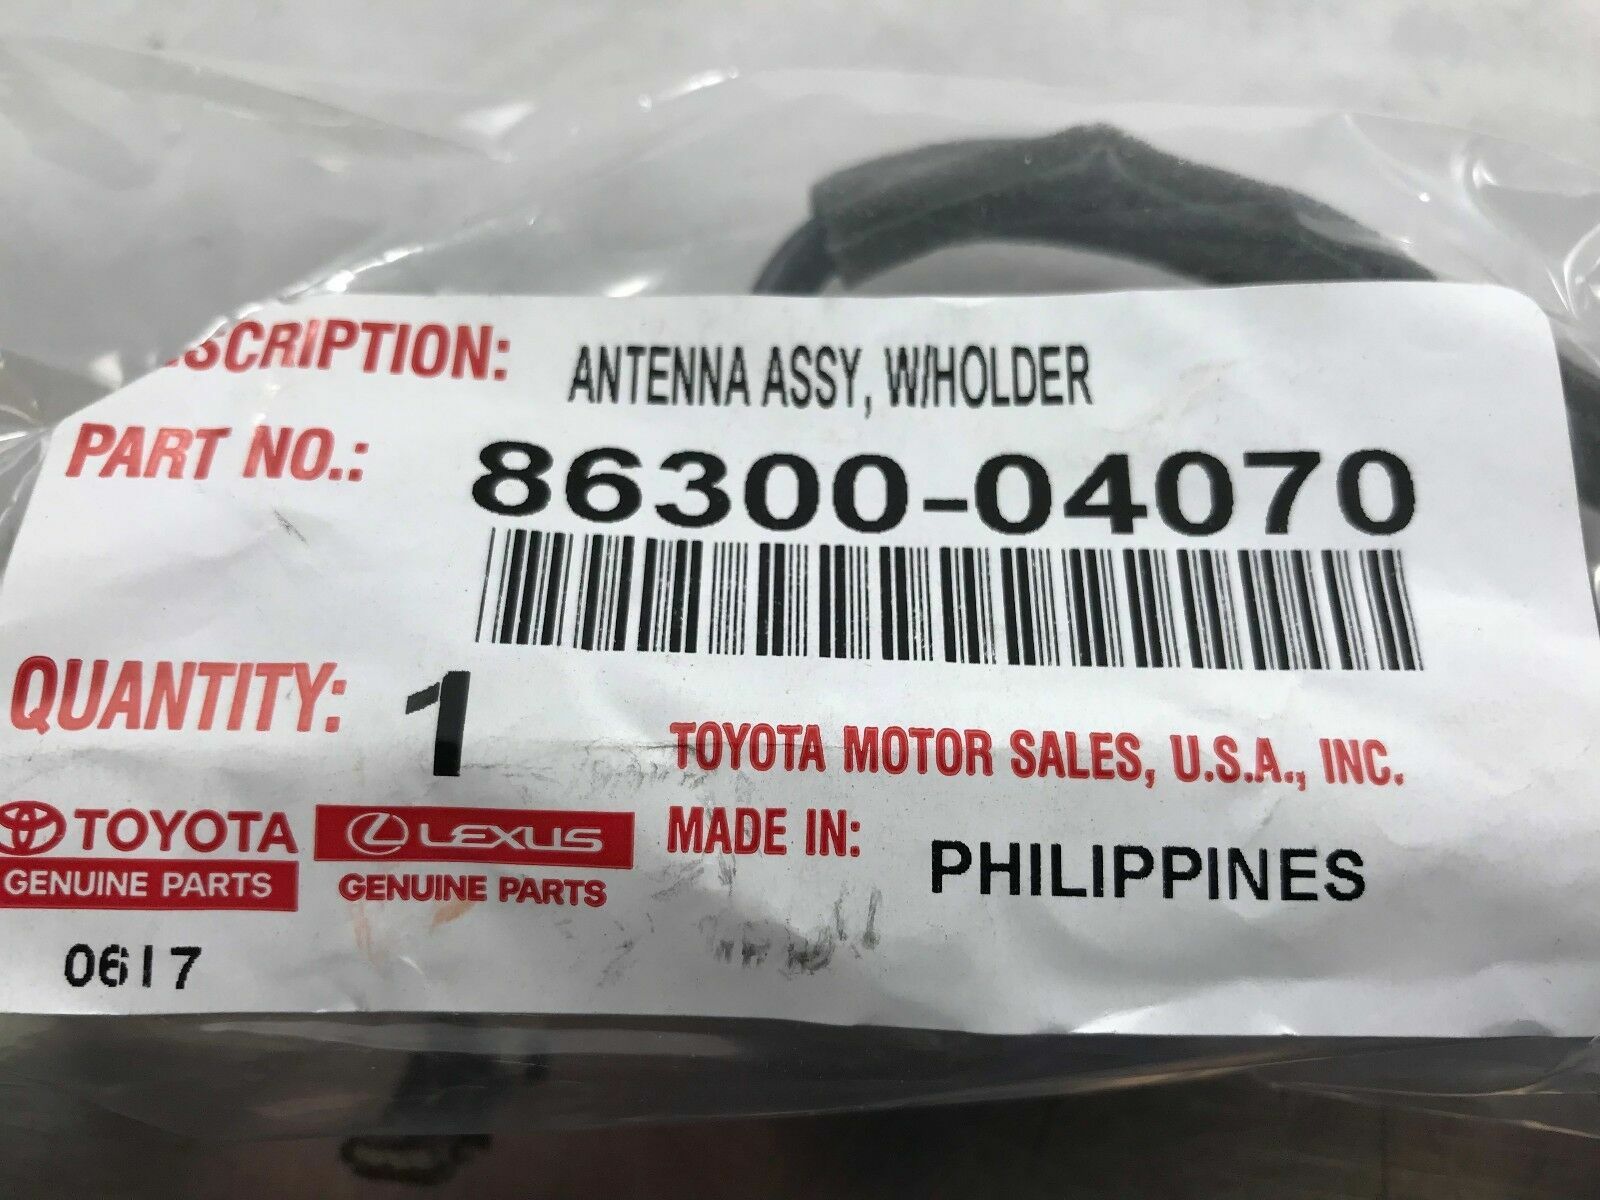 DESCRIPTION: ANTENNA ASSY, W/HOLDER
PART NO.: 86300-04070
QUANTITY: 1
TOYOTA MOTOR SALES, U.S.A., INC.
TOYOTA
GENUINE PARTS
LEXUS
GENUINE PARTS
MADE IN: PHILIPPINES
0617